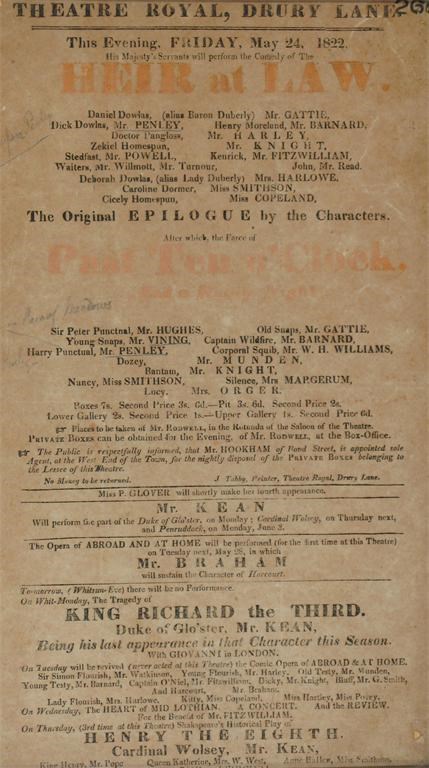 THEATRE ROYAL, DRURY LANE.
This Evening, FRIDAY, May 24, 1822.
His Majesty's Servants will perform the Comedy of The
HEIR at LAW.
Daniel Dowlas, (alias Baron Duberly) Mr. GATTIE,
Dick Dowlas, Mr. PENLEY, Henry Moreland, Mr. BARNARD,
Doctor Pangloss, Mr. HARLEY,
Zekiel Homespun, Mr. KNIGHT,
Stedfast, Mr. POWELL, Kenrick, Mr. FITZWILLIAM,
Waiters, Mr. Willmott, Mr. Turnour, John, Mr. Read.
Deborah Dowlas, (alias Lady Duberly) Mrs. HARLOWE,
Caroline Dormer, Miss SMITHSON,
Cicely Homespun, Miss COPELAND,
The Original EPILOGUE by the Characters.
After which, the Farce of
Past Ten o'Clock,
And a Rainy Night
Sir Peter Punctual, Mr. HUGHES, Old Snaps, Mr. GATTIE,
Young Snaps, Mr. VINING, Captain Wildfire, Mr. BARNARD,
Harry Punctual, Mr. PENLEY, Corporal Squib, Mr. W. H. WILLIAMS,
Dozey, Mr. MUNDEN,
Bantam, Mr. KNIGHT,
Nancy, Miss SMITHSON, Silence, Mrs MARGERUM,
Lucy, Mrs. ORGER.
Boxes 7s. Second Price 3s. 6d.—Pit 3s. 6d. Second Price 2s.
Lower Gallery 2s. Second Price 1s.—Upper Gallery 1s. Second Price 6d.
☞ Places to be taken of Mr. RODWELL, in the Rotunda of the Saloon of the Theatre.
PRIVATE BOXES can be obtained for the Evening, of Mr. RODWELL, at the Box-Office.
☞ The Public is respectfully informed, that Mr. HOOKHAM of Bond Street, is appointed sole
Agent, at the West End of the Town, for the nightly disposal of the PRIVATE BOXES belonging to
the Lessee of this Theatre.
No Money to be returned. J. Tabby, Printer, Theatre Royal, Drury Lane.
Miss P. GLOVER will shortly make her fourth appearance.
Mr. KEAN
Will perform the part of the Duke of Glo'ster, on Monday; Cardinal Wolsey, on Thursday next,
and Penruddock, on Monday, June 3.
The Opera of ABROAD AND AT HOME will be performed (for the first time at this Theatre)
on Tuesday next, May 28, in which
Mr. BRAHAM
will sustain the Character of Harcourt.
To-morrow, (Whitsun-Eve) there will be no Performance.
On Whit-Monday, The Tragedy of
KING RICHARD the THIRD.
Duke of Glo'ster, Mr. KEAN,
Being his last appearance in that Character this Season.
With GIOVANNI in LONDON.
On Tuesday will be revived (never acted at this Theatre) the Comic Opera of ABROAD & AT HOME.
Sir Simon Flourish, Mr. Watkinson, Young Flourish, Mr. Harley. Old Testy, Mr. Munden,
Young Testy, Mr. Barnard, Captain O'Niel, Mr. Fitzwilliam. Dicky, Mr. Knight, Bluff, Mr. G. Smith,
And Harcourt, Mr. Braham.
Lady Flourish, Mrs. Harlowe. Kitty, Miss Copeland, Miss Hartley, Miss Povey.
On Wednesday, The HEART of MID LOTHIAN. A CONCERT. And the REVIEW.
For the Benefit of Mr. FITZWILLIAM.
On Thursday, (3rd time at this Theatre) Shakspeare's Historical Play of
HENRY THE EIGHTH.
Cardinal Wolsey, Mr. KEAN,
King Henry, Mr. Pope Queen Katherine, Mrs. W. West, Anne Bullen, Miss Smithson.